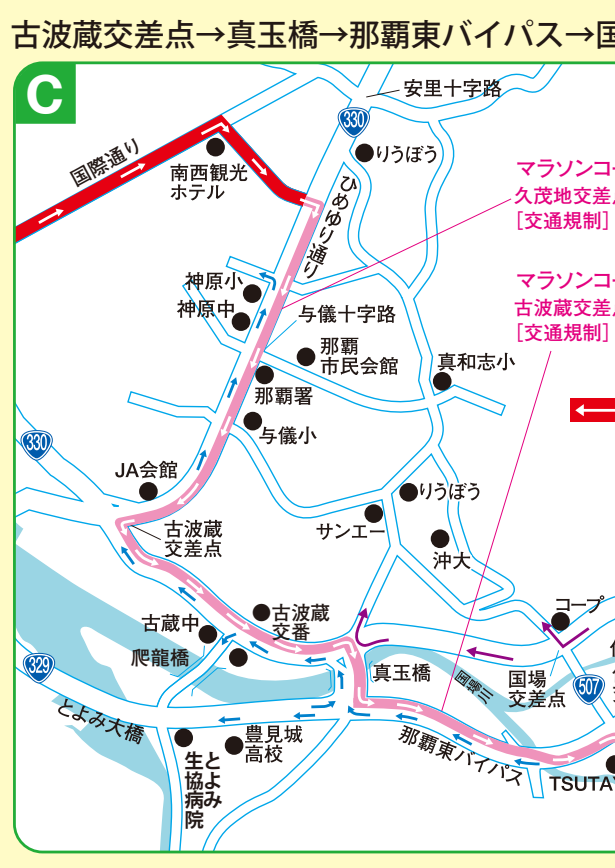 古波蔵交差点→真玉橋→那覇東バイパス→国
C
安里十字路
330
りうぼう
国際通り
南西観光
ホテル
マラソンコー
久茂地交差点
[交通規制]
ひめゆり通り
神原小
神原中
マラソンコー
古波蔵交差点
[交通規制]
与儀十字路
那覇
市民会館
真和志小
那覇署
与儀小
330
JA会館
りうぼう
サンエー
古波蔵
交差点
沖大
コープ
古波蔵
交番
古蔵中
爬龍橋
真玉橋
国場川
国場
交差点
507
329
とよみ大橋
豊見城
高校
那覇東バイパス
とよみ
生協病院
TSUTAY